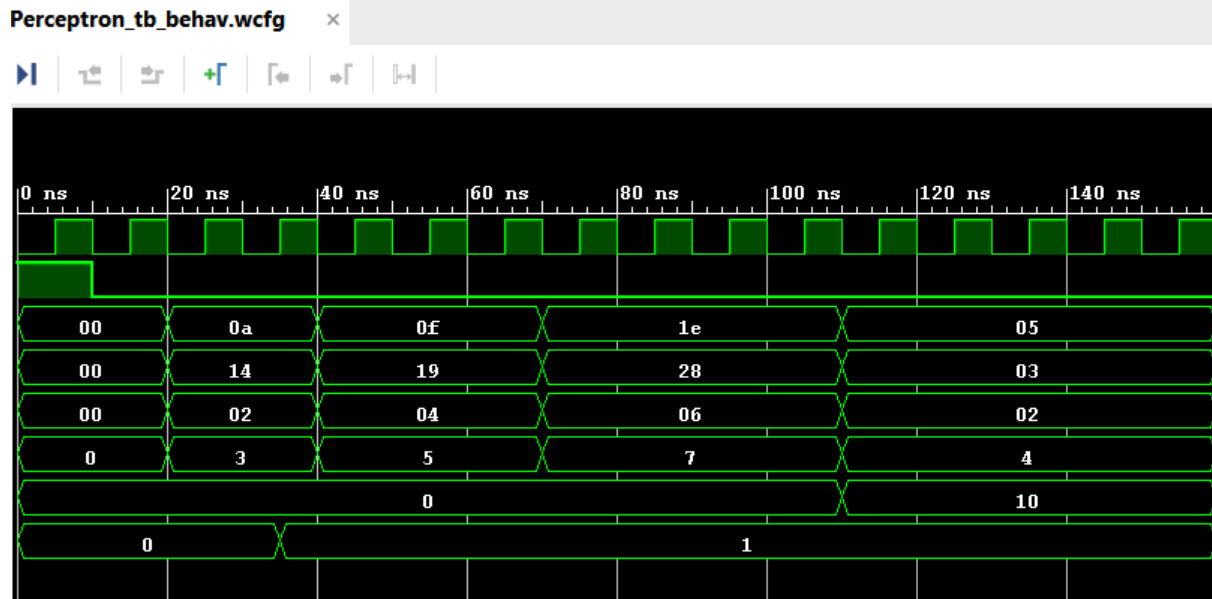 Perceptron_tb_behav.wcfg ×
0 ns 20 ns 40 ns 60 ns 80 ns 100 ns 120 ns 140 ns
00 0a 0f 1e 05
00 14 19 28 03
00 02 04 06 02
0 3 5 7 4
0 10
0 1